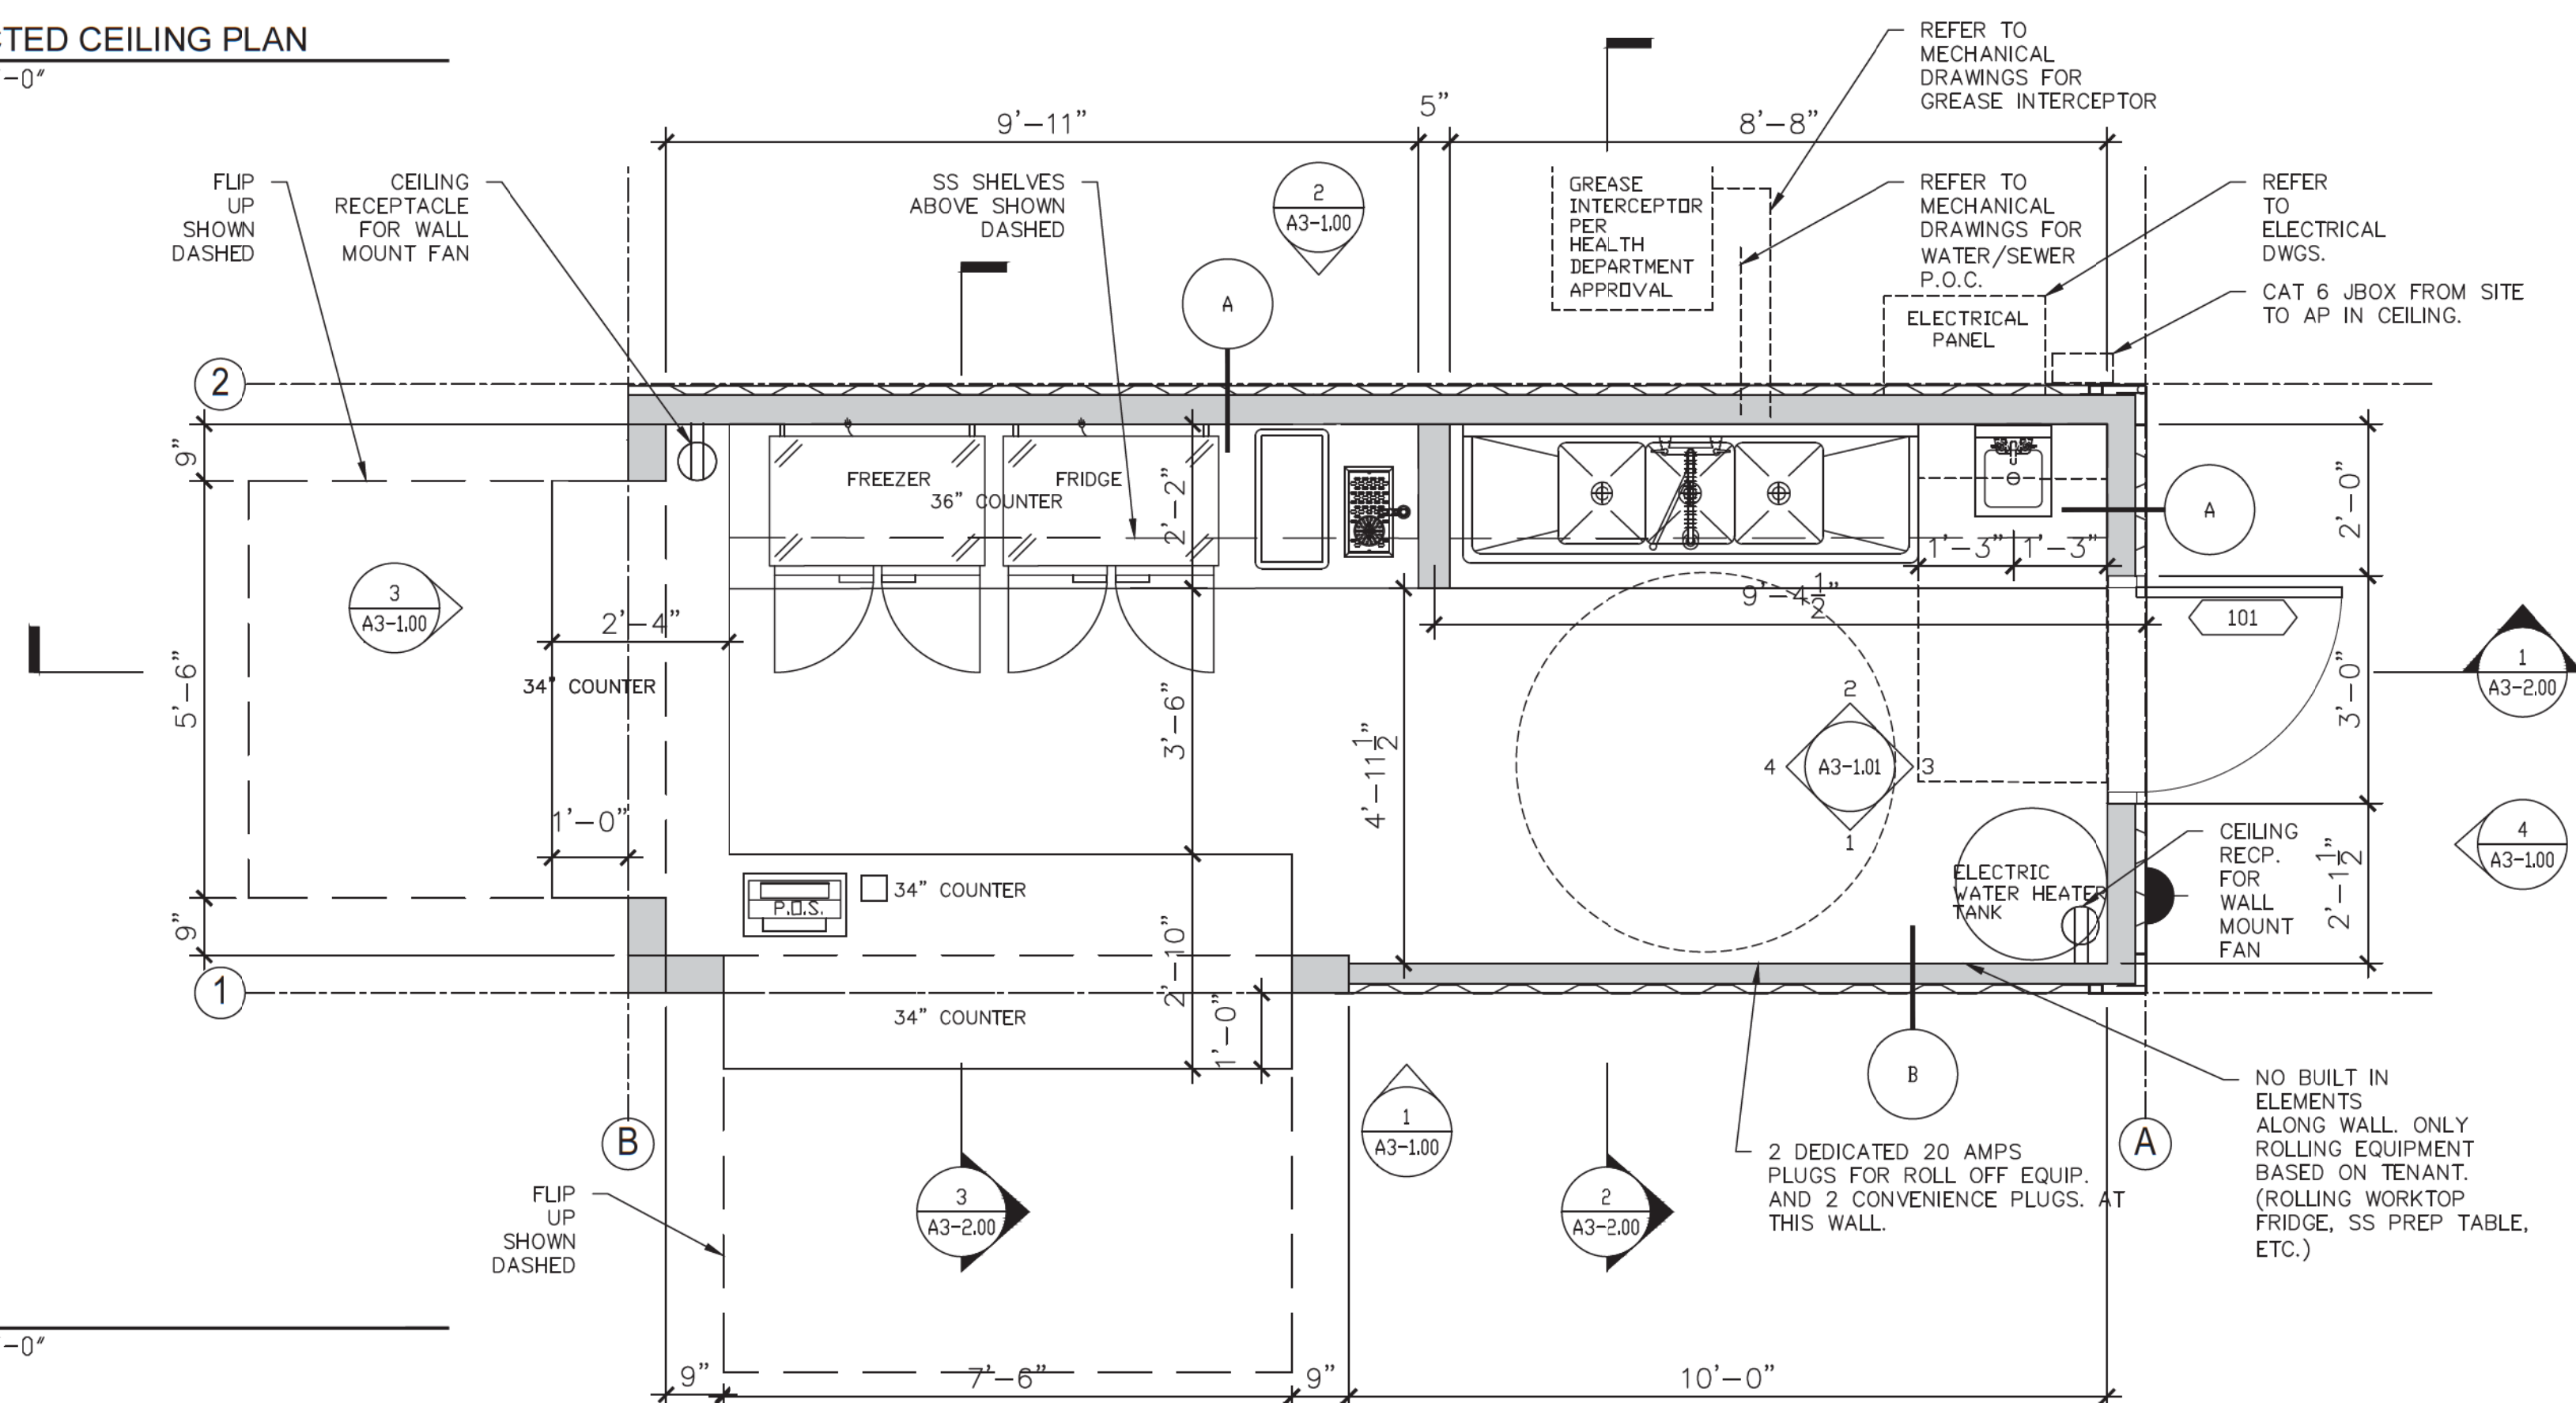 CTED CEILING PLAN
'-0"
REFER TO
MECHANICAL
DRAWINGS FOR
GREASE INTERCEPTOR
9'-11"
5"
8'-8"
FLIP
UP
SHOWN
DASHED
CEILING
RECEPTACLE
FOR WALL
MOUNT FAN
SS SHELVES
ABOVE SHOWN
DASHED
2
A3-1.00
GREASE
INTERCEPTOR
PER
HEALTH
DEPARTMENT
APPROVAL
REFER TO
MECHANICAL
DRAWINGS FOR
WATER/SEWER
P.O.C.
REFER
TO
ELECTRICAL
DWGS.
CAT 6 JBOX FROM SITE
TO AP IN CEILING.
A
ELECTRICAL
PANEL
2
9"
FREEZER
FRIDGE
36" COUNTER
2'-2"
A
2'-0"
1'-3"
1'-3"
3
A3-1.00
2'-4"
9'-4 1/2"
101
5'-6"
34" COUNTER
3'-6"
4'-11 1/2"
2
4
A3-1.01
3
1
3'-0"
1
A3-2.00
1'-0"
9"
P.O.S.
34" COUNTER
2'-10"
ELECTRIC
WATER HEATER
TANK
CEILING
RECP.
FOR
WALL
MOUNT
FAN
2'-1 1/2"
4
A3-1.00
1
34" COUNTER
1'-0"
B
1
A3-1.00
B
A
NO BUILT IN
ELEMENTS
ALONG WALL. ONLY
ROLLING EQUIPMENT
BASED ON TENANT.
(ROLLING WORKTOP
FRIDGE, SS PREP TABLE,
ETC.)
2 DEDICATED 20 AMPS
PLUGS FOR ROLL OFF EQUIP.
AND 2 CONVENIENCE PLUGS. AT
THIS WALL.
FLIP
UP
SHOWN
DASHED
3
A3-2.00
2
A3-2.00
'-0"
9"
7'-6"
9"
10'-0"